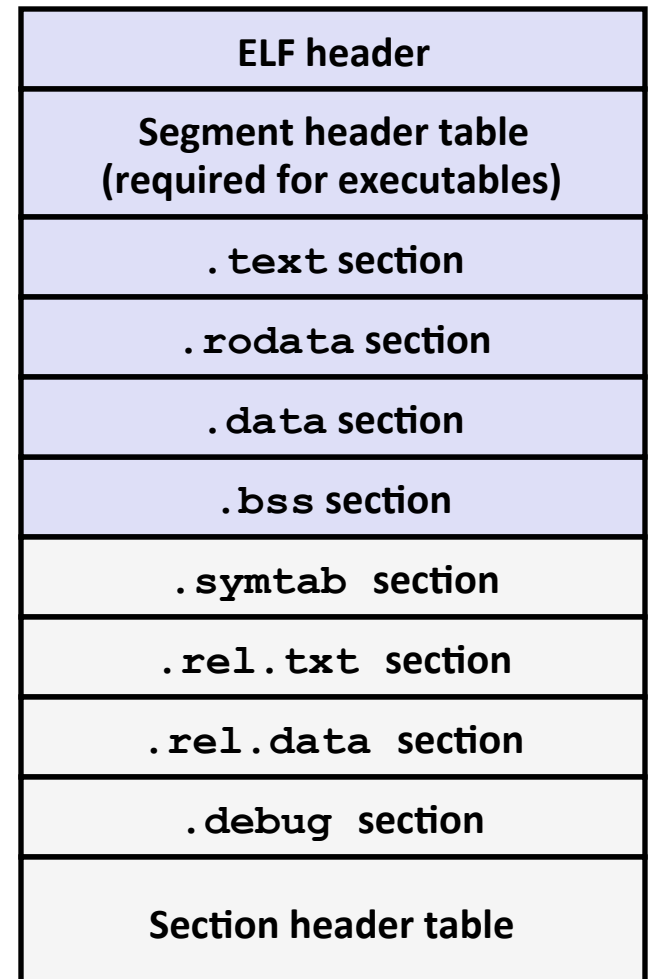 ELF header
Segment header table
(required for executables)
.text section
.rodata section
.data section
.bss section
.symtab section
.rel.txt section
.rel.data section
.debug section
Section header table